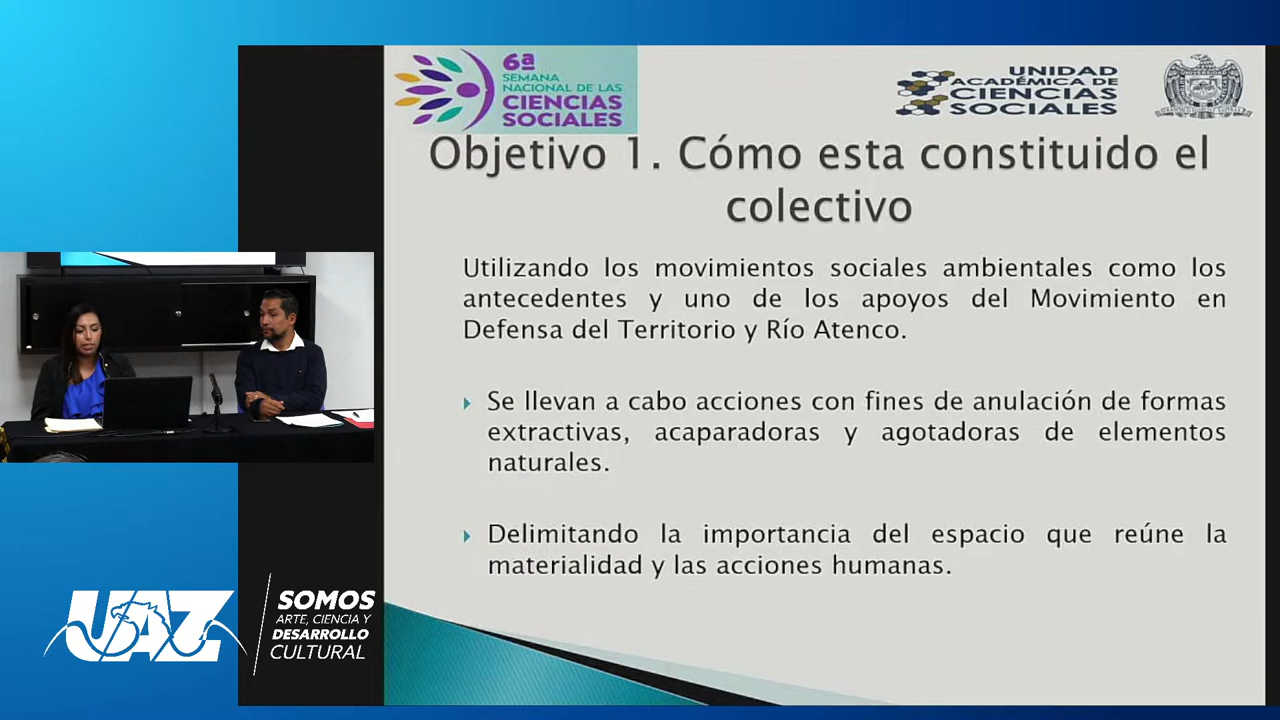 6ª
SEMANA
NACIONAL DE LAS
CIENCIAS
SOCIALES
UNIDAD
ACADÉMICA DE
CIENCIAS
SOCIALES
Objetivo 1. Cómo esta constituido el
colectivo
Utilizando los movimientos sociales ambientales como los
antecedentes y uno de los apoyos del Movimiento en
Defensa del Territorio y Río Atenco.
Se llevan a cabo acciones con fines de anulación de formas
extractivas, acaparadoras y agotadoras de elementos
naturales.
Delimitando la importancia del espacio que reúne la
materialidad y las acciones humanas.
UAZ
SOMOS
ARTE, CIENCIA Y
DESARROLLO
CULTURAL